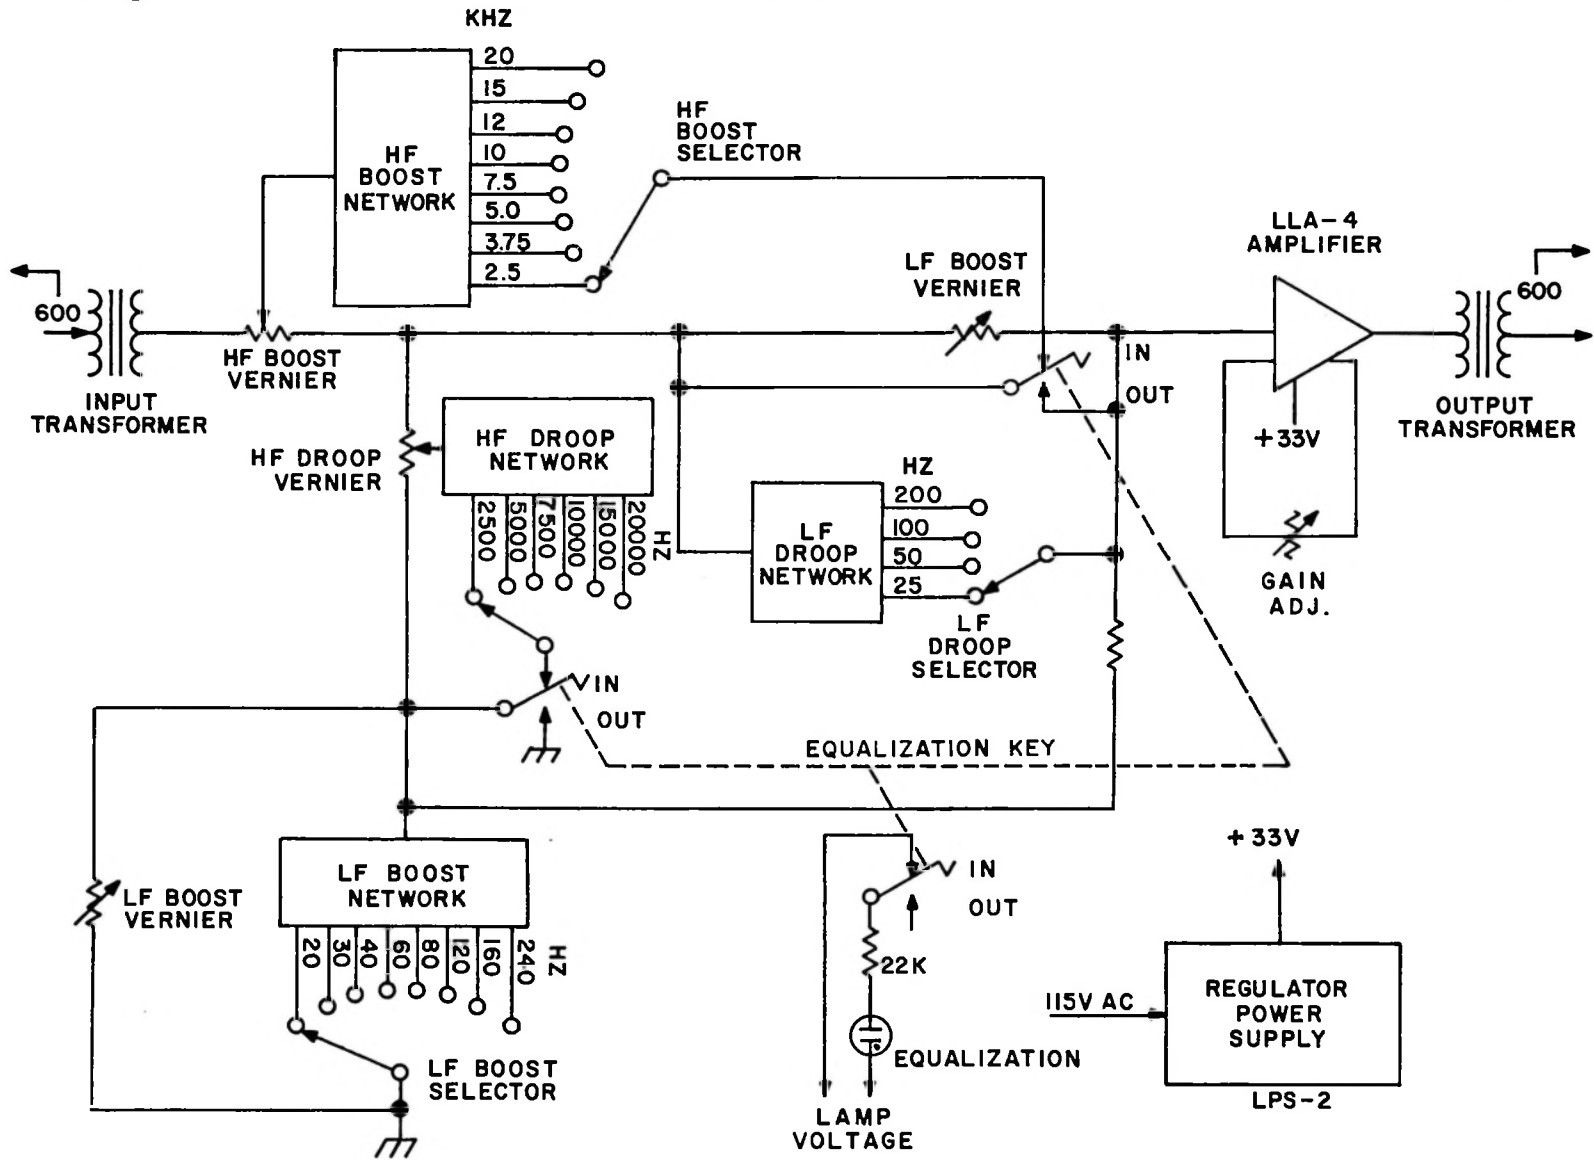 KHZ
20
15
12
10
7.5
5.0
3.75
2.5
HF
BOOST
NETWORK
HF
BOOST
SELECTOR
600
INPUT
TRANSFORMER
HF BOOST
VERNIER
LF BOOST
VERNIER
LLA-4
AMPLIFIER
+33V
GAIN
ADJ.
600
OUTPUT
TRANSFORMER
IN
OUT
HF DROOP
VERNIER
HF DROOP
NETWORK
2500
5000
7500
10000
15000
20000
HZ
IN
OUT
LF
DROOP
NETWORK
HZ
200
100
50
25
LF
DROOP
SELECTOR
EQUALIZATION KEY
LF BOOST
VERNIER
LF BOOST
NETWORK
20
30
40
60
80
120
160
240
HZ
LF BOOST
SELECTOR
IN
OUT
22K
EQUALIZATION
LAMP
VOLTAGE
+33V
115V AC
REGULATOR
POWER
SUPPLY
LPS-2